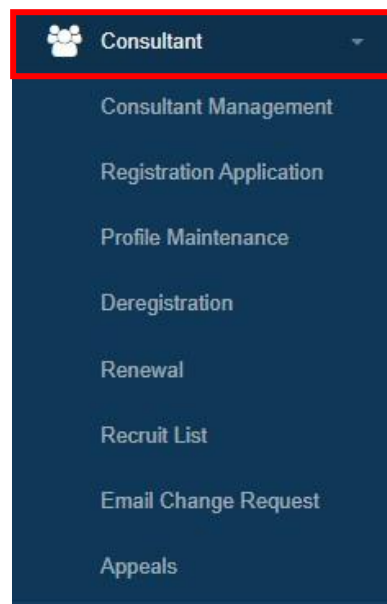 Consultant
Consultant Management
Registration Application
Profile Maintenance
Deregistration
Renewal
Recruit List
Email Change Request
Appeals